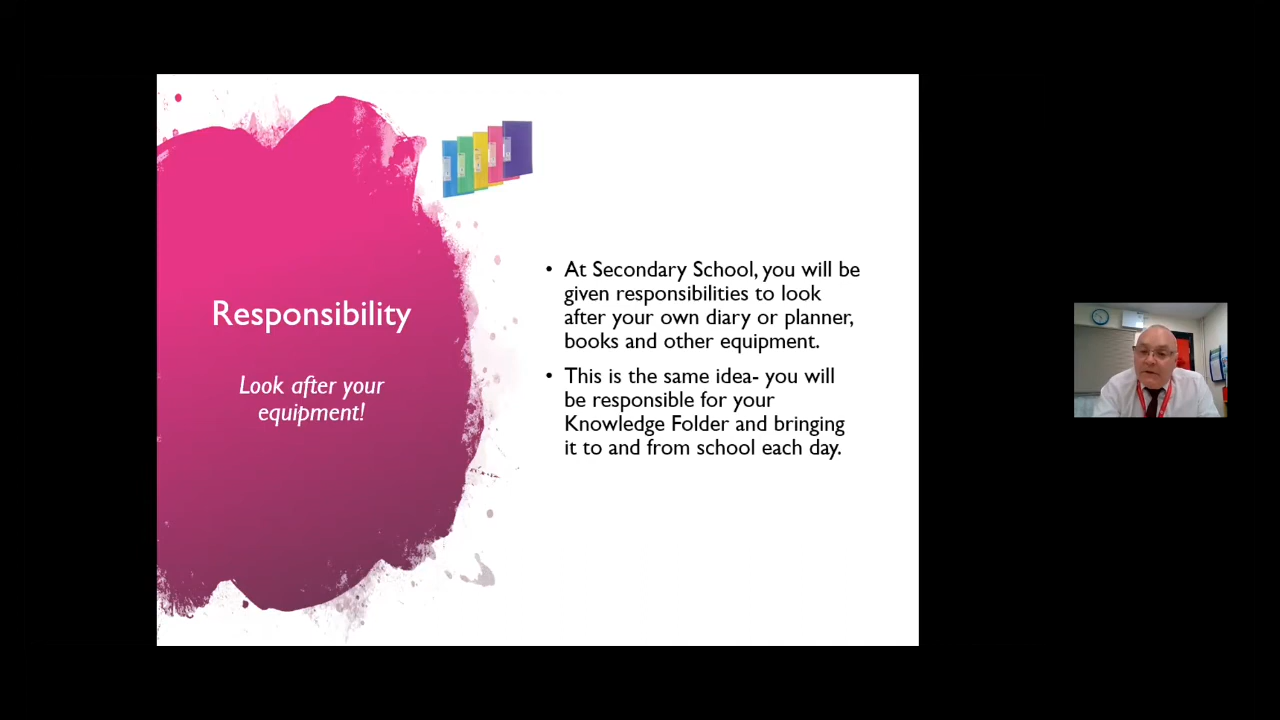 Responsibility
Look after your
equipment!
• At Secondary School, you will be
given responsibilities to look
after your own diary or planner,
books and other equipment.
• This is the same idea- you will
be responsible for your
Knowledge Folder and bringing
it to and from school each day.